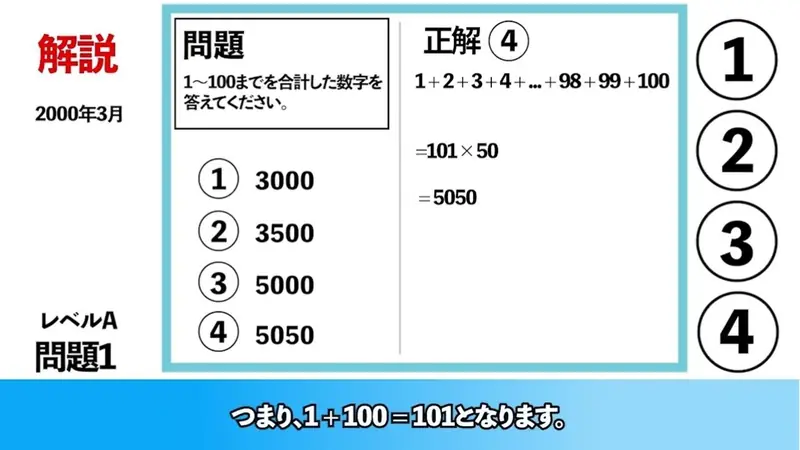 解説
2000年3月
レベルA
問題1
問題
1〜100までを合計した数字を
答えてください。
① 3000
② 3500
③ 5000
④ 5050
正解 ④
1+2+3+4+...+98+99+100
=101×50
=5050
①
②
③
④
つまり、1+100=101となります。